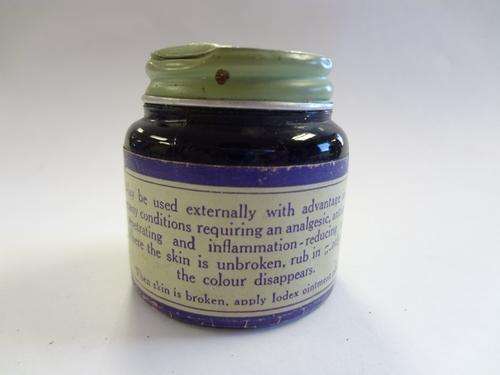 be used externally with advantage
conditions requiring an analgesic,
and inflammation-reducing
the skin is unbroken, rub in
the colour disappears.
skin is broken, apply Iodex ointment